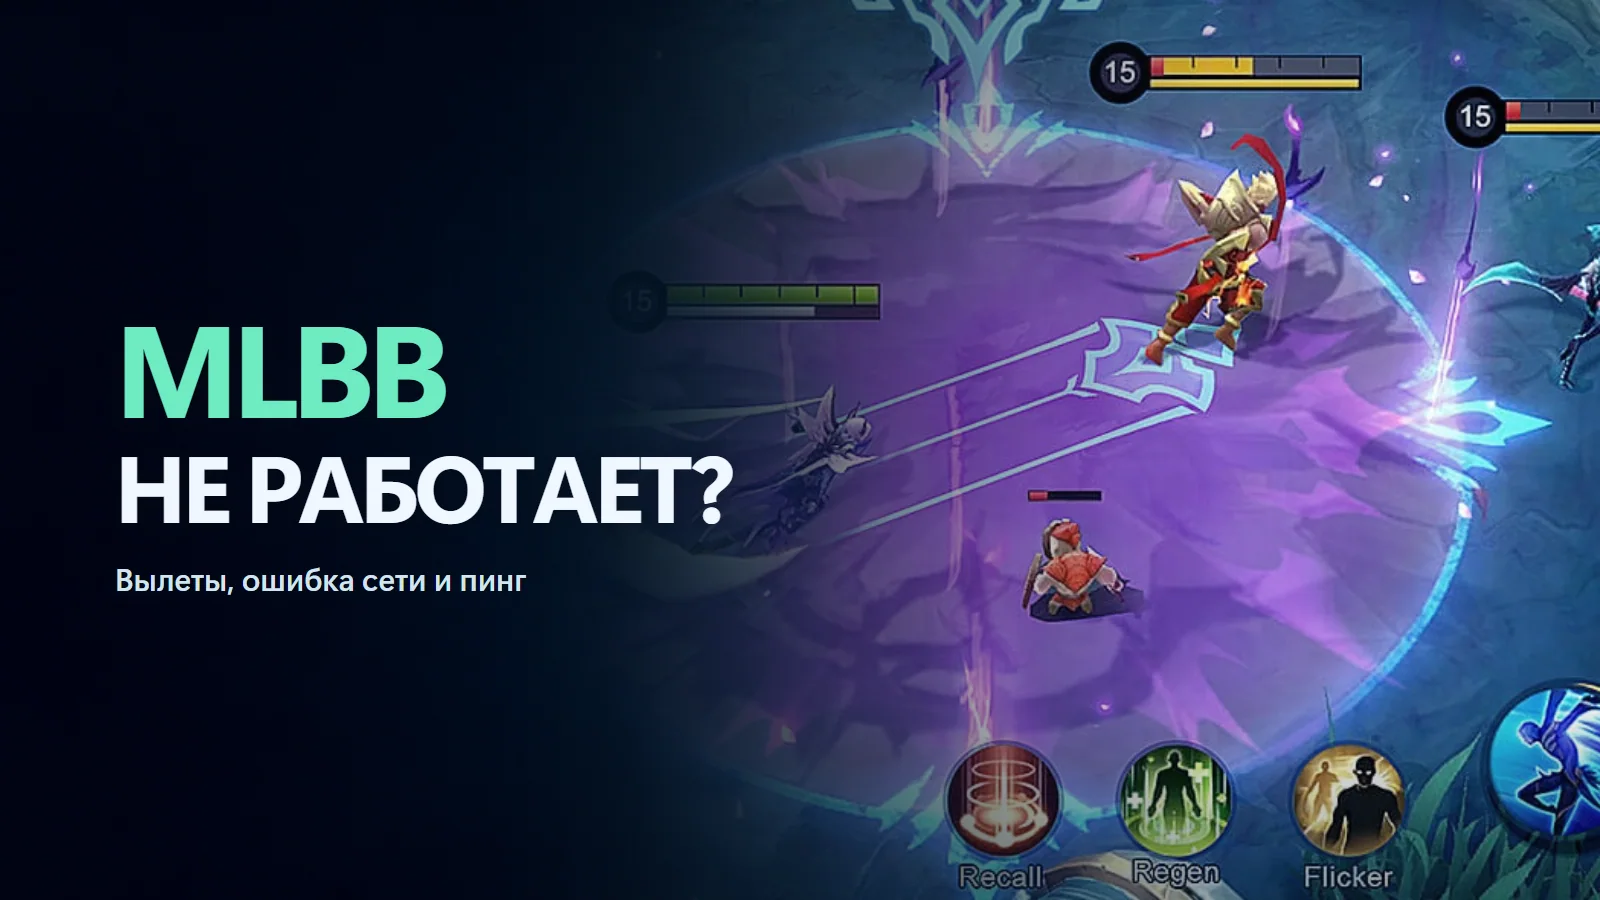 15
15
15
MLBB
НЕ РАБОТАЕТ?
Вылеты, ошибка сети и пинг
Recall
Regen
Flicker